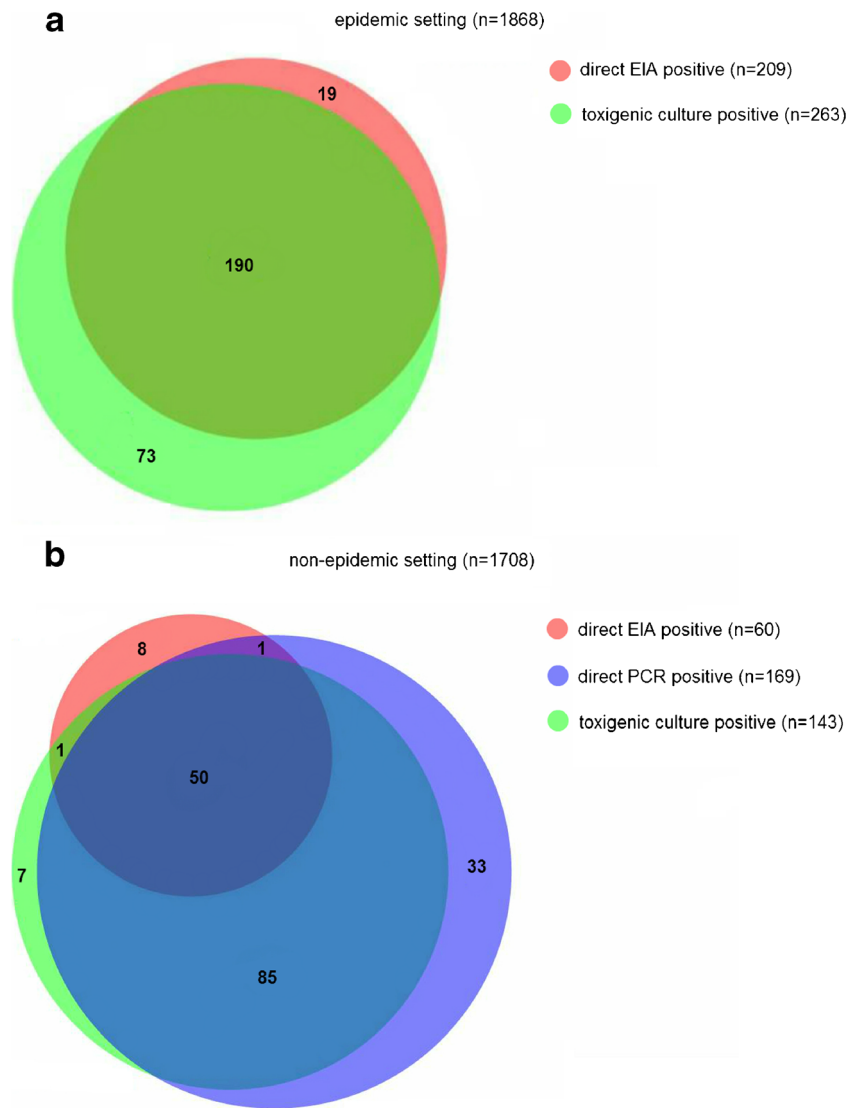 a
epidemic setting (n=1868)
direct EIA positive (n=209)
toxigenic culture positive (n=263)
19
190
73
b
non-epidemic setting (n=1708)
direct EIA positive (n=60)
direct PCR positive (n=169)
toxigenic culture positive (n=143)
8
1
1
50
7
33
85